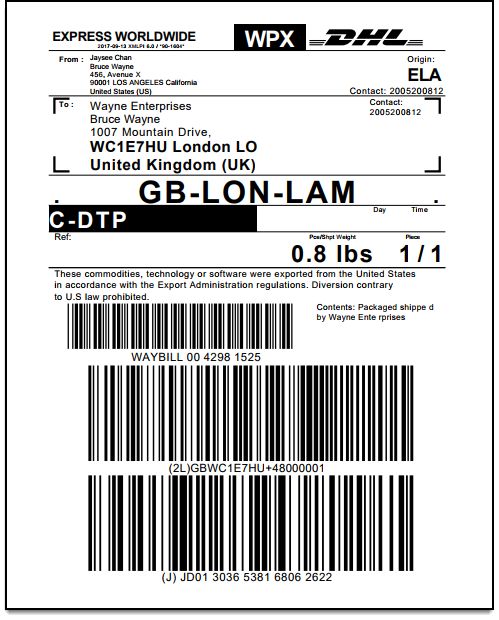 EXPRESS WORLDWIDE
2017-09-13 XMLPI 6.0 / *90-1604*
WPX
DHL
From :
Jaysee Chan
Bruce Wayne
456, Avenue X
90001 LOS ANGELES California
United States (US)
Origin:
ELA
Contact: 2005200812
To :
Wayne Enterprises
Bruce Wayne
1007 Mountain Drive,
WC1E7HU London LO
United Kingdom (UK)
Contact:
2005200812
. GB-LON-LAM .
C-DTP
Day Time
Ref:
Pcs/Shpt Weight Piece
0.8 lbs 1 / 1
These commodities, technology or software were exported from the United States
in accordance with the Export Administration regulations. Diversion contrary
to U.S law prohibited.
Contents: Packaged shippe d
by Wayne Ente rprises
WAYBILL 00 4298 1525
(2L)GBWC1E7HU+48000001
(J) JD01 3036 5381 6806 2622